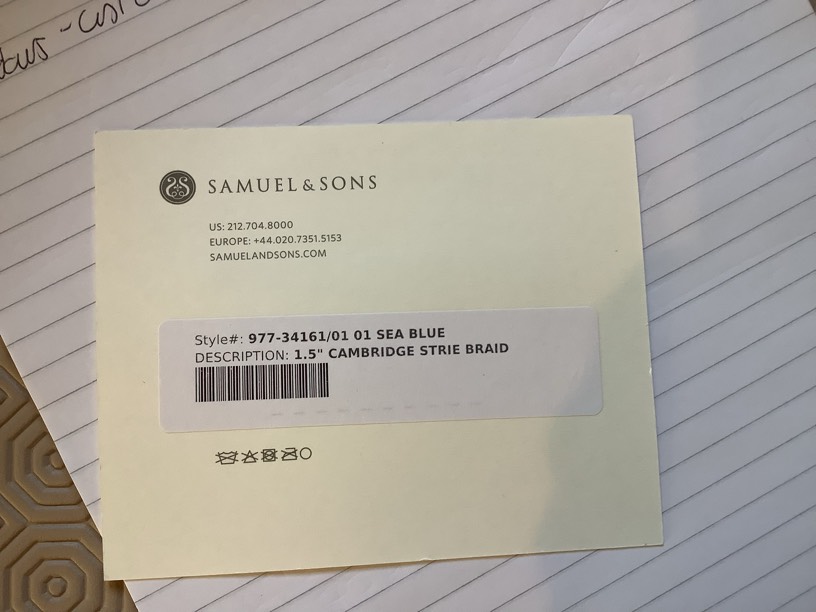 SAMUEL & SONS
US: 212.704.8000
EUROPE: +44.020.7351.5153
SAMUELANDSONS.COM
Style#: 977-34161/01 01 SEA BLUE
DESCRIPTION: 1.5" CAMBRIDGE STRIE BRAID